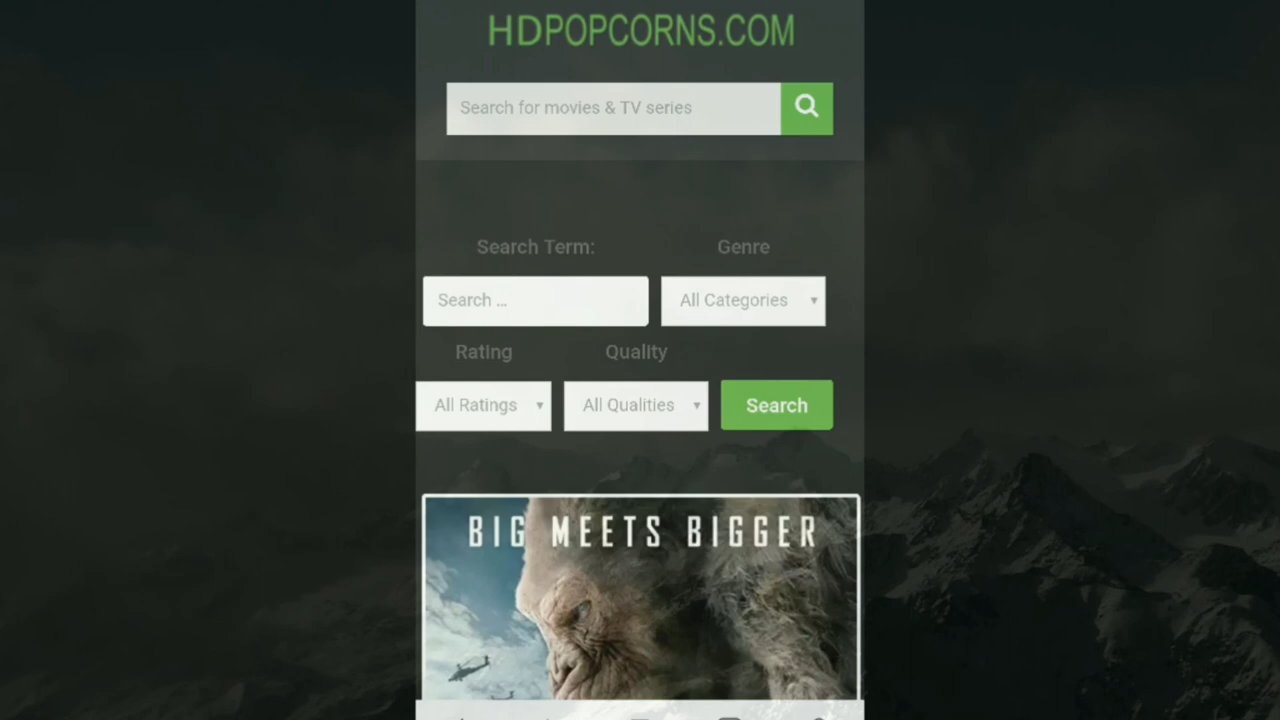 HDPOPCORNS.COM
Search for movies & TV series
Search Term:
Genre
Search ...
All Categories
Rating
Quality
All Ratings
All Qualities
Search
BIG MEETS BIGGER